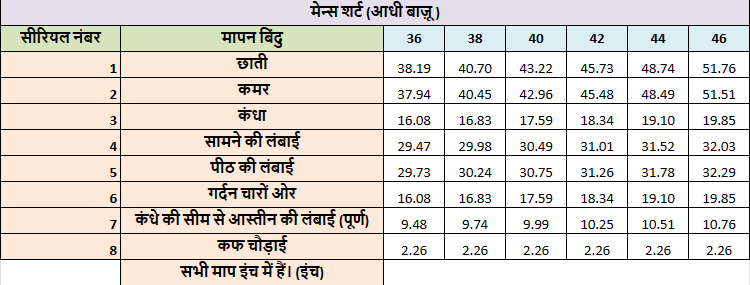 मेन्स शर्ट (आधी बाजू )
सीरियल नंबर मापन बिंदु 36 38 40 42 44 46
1 छाती 38.19 40.70 43.22 45.73 48.74 51.76
2 कमर 37.94 40.45 42.96 45.48 48.49 51.51
3 कंधा 16.08 16.83 17.59 18.34 19.10 19.85
4 सामने की लंबाई 29.47 29.98 30.49 31.01 31.52 32.03
5 पीठ की लंबाई 29.73 30.24 30.75 31.26 31.78 32.29
6 गर्दन चारों ओर 16.08 16.83 17.59 18.34 19.10 19.85
7 कंधे की सीम से आस्तीन की लंबाई (पूर्ण) 9.48 9.74 9.99 10.25 10.51 10.76
8 कफ चौड़ाई 2.26 2.26 2.26 2.26 2.26 2.26
सभी माप इंच में हैं। (इंच)